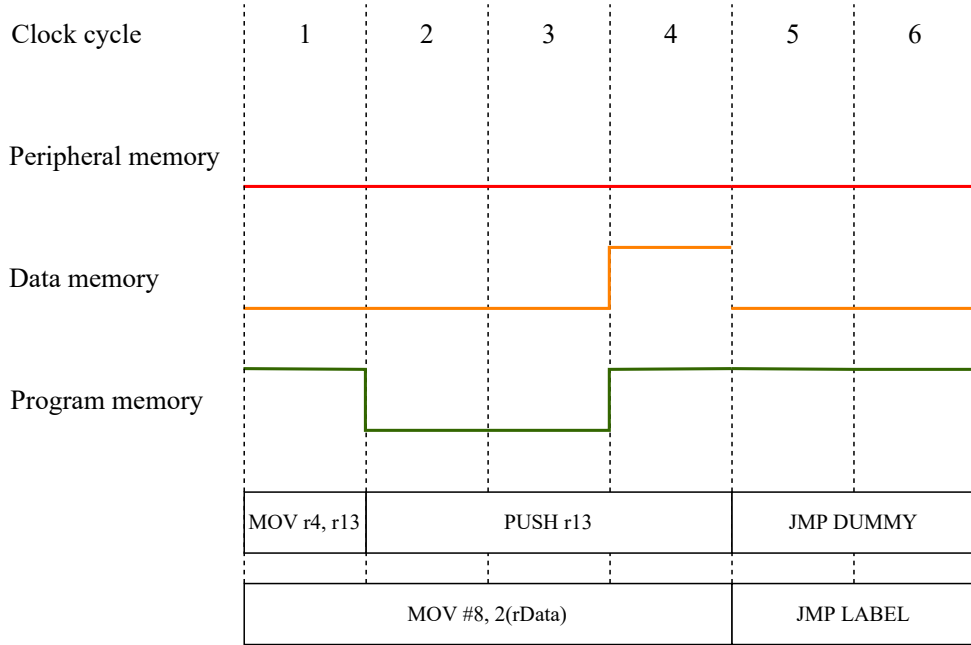 Clock cycle 1 2 3 4 5 6
Peripheral memory
Data memory
Program memory
MOV r4, r13 PUSH r13 JMP DUMMY
MOV #8, 2(rData) JMP LABEL